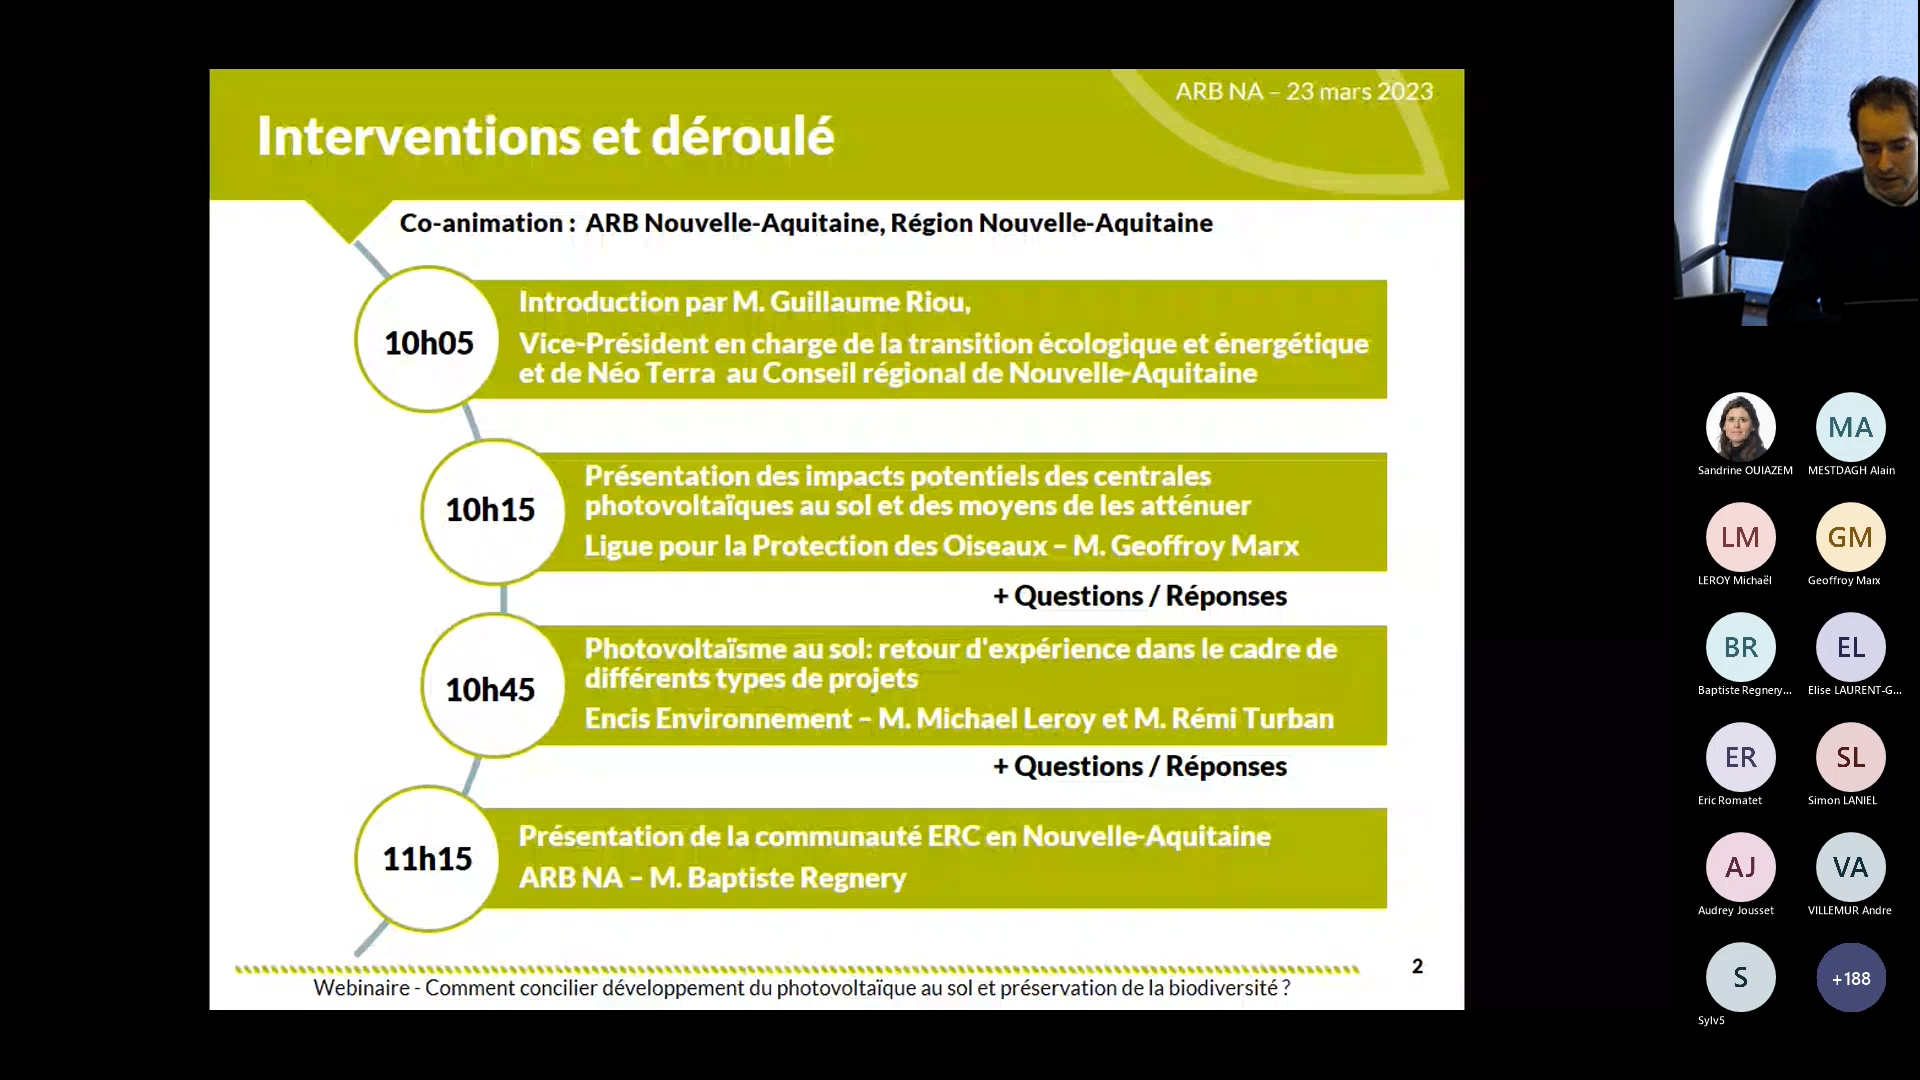 ARB NA – 23 mars 2023
Interventions et déroulé
Co-animation : ARB Nouvelle-Aquitaine, Région Nouvelle-Aquitaine
10h05
Introduction par M. Guillaume Riou,
Vice-Président en charge de la transition écologique et énergétique
et de Néo Terra au Conseil régional de Nouvelle-Aquitaine
10h15
Présentation des impacts potentiels des centrales
photovoltaïques au sol et des moyens de les atténuer
Ligue pour la Protection des Oiseaux – M. Geoffroy Marx
+ Questions / Réponses
10h45
Photovoltaïsme au sol: retour d'expérience dans le cadre de
différents types de projets
Encis Environnement – M. Michael Leroy et M. Rémi Turban
+ Questions / Réponses
11h15
Présentation de la communauté ERC en Nouvelle-Aquitaine
ARB NA – M. Baptiste Regnery
2
Webinaire - Comment concilier développement du photovoltaïque au sol et préservation de la biodiversité ?
Sandrine OUIAZEM
MA
MESTDAGH Alain
LM
LEROY Michaël
GM
Geoffroy Marx
BR
Baptiste Regnery...
EL
Elise LAURENT-G...
ER
Eric Romatet
SL
Simon LANIEL
AJ
Audrey Jousset
VA
VILLEMUR Andre
S
Sylv5
+188